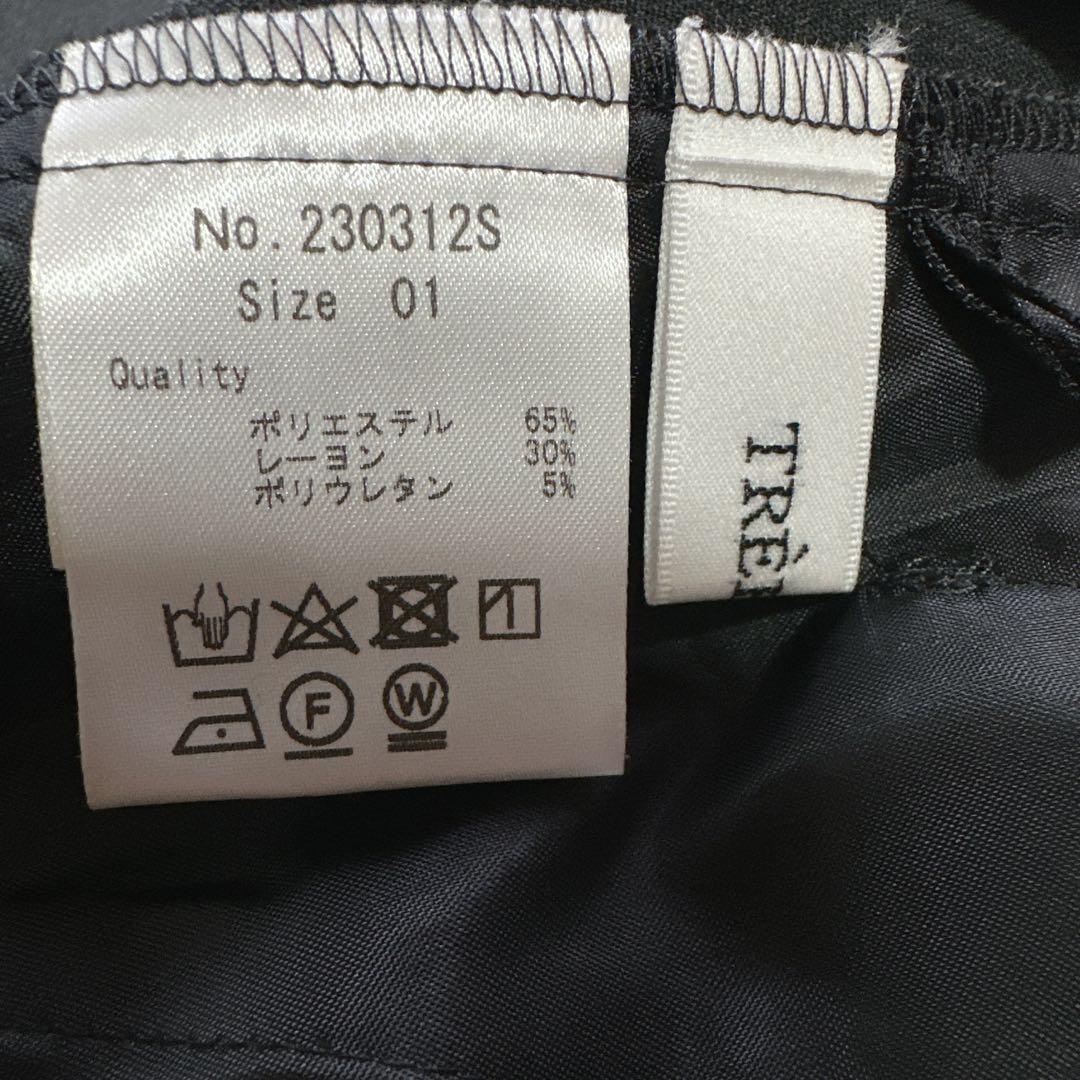 No. 230312S
Size 01
Quality
ポリエステル 65%
レーヨン 30%
ポリウレタン 5%
F W
TRÊ